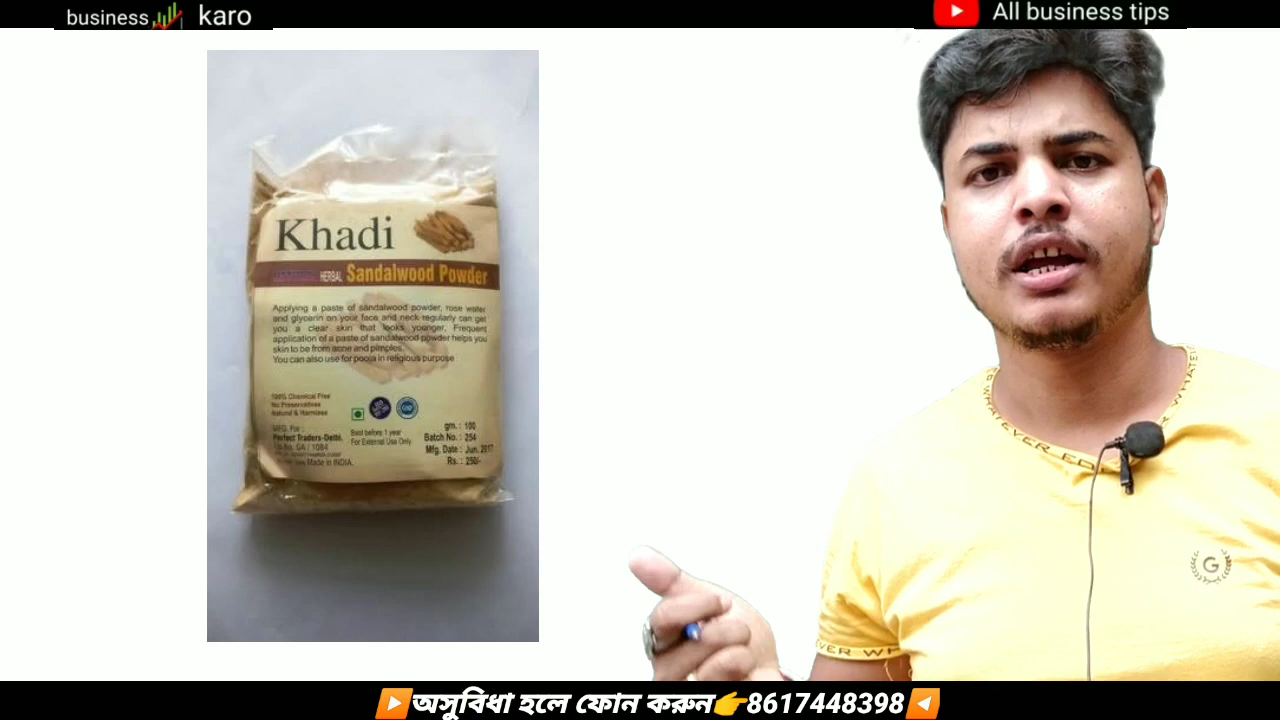 business karo
All business tips
Khadi
HERBAL Sandalwood Powder
Applying a paste of sandalwood powder, rose water
and glycerin on your face and neck regularly can get
you a clear skin that looks younger, Frequent
application of a paste of sandalwood powder helps you
skin to be from acne and pimples.
You can also use for pooja in religious purpose
100% Chemical Free
No Preservatives
Natural & Harmless
MFG. For :
Perfect Traders-Delhi.
Made in INDIA.
Best before 1 year
For External Use Only
gm. : 100
Batch No. : 254
Mfg. Date : Jun. 2017
Rs. : 250/-
WHATEVER
G
অসুবিধা হলে ফোন করুন👉8617448398